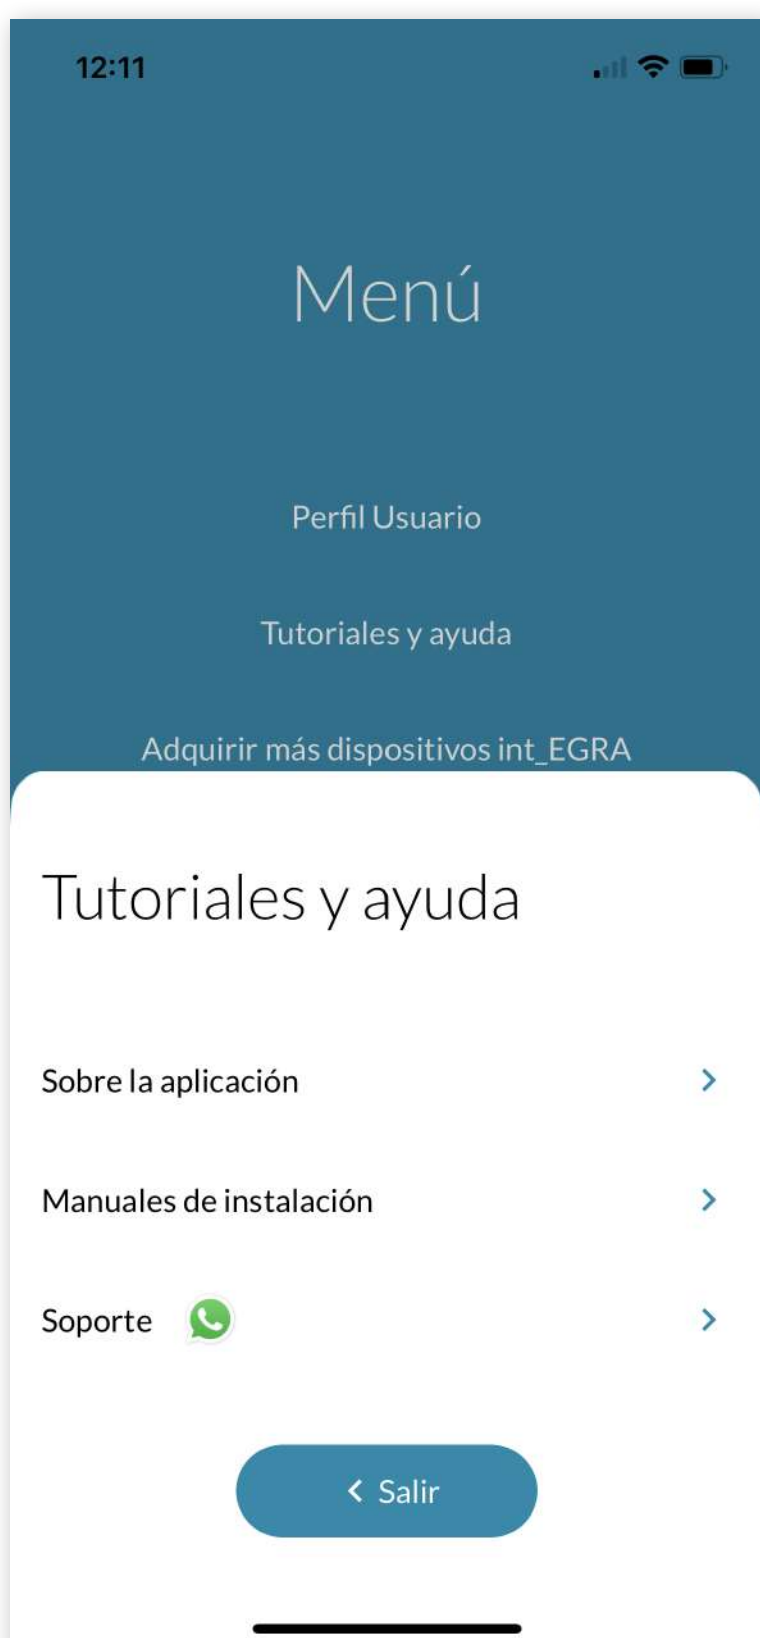 12:11
Menú
Perfil Usuario
Tutoriales y ayuda
Adquirir más dispositivos int_EGRA
Tutoriales y ayuda
Sobre la aplicación
Manuales de instalación
Soporte
Salir